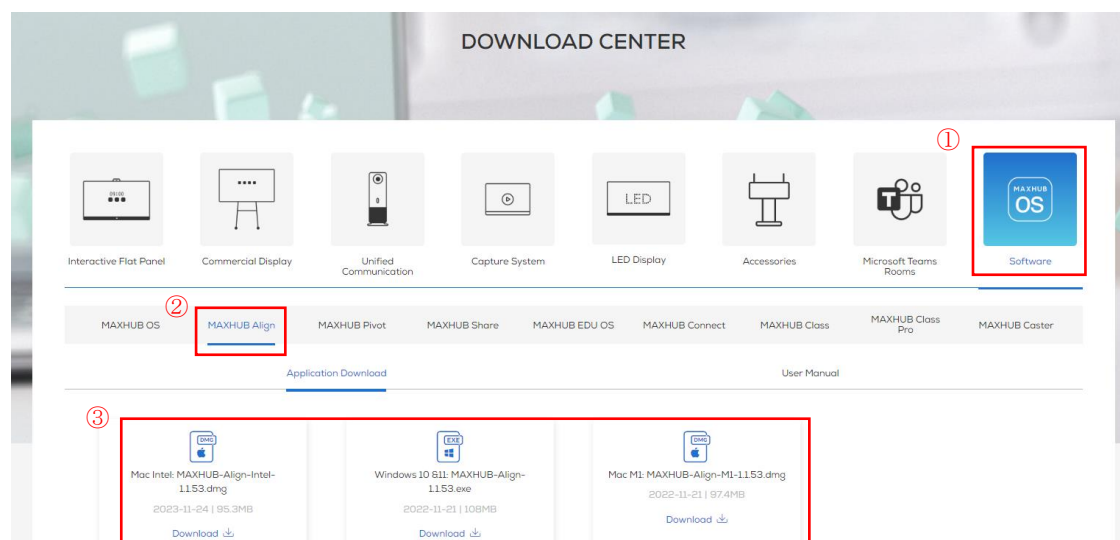 DOWNLOAD CENTER
①
09:00
LED
MAXHUB
OS
Interactive Flat Panel
Commercial Display
Unified
Communication
Capture System
LED Display
Accessories
Microsoft Teams
Rooms
Software
②
MAXHUB OS
MAXHUB Align
MAXHUB Pivot
MAXHUB Share
MAXHUB EDU OS
MAXHUB Connect
MAXHUB Class
MAXHUB Class
Pro
MAXHUB Caster
Application Download
User Manual
③
DMG
Mac Intel: MAXHUB-Align-Intel-
1.1.53.dmg
2023-11-24 | 95.3MB
Download
EXE
Windows 10 &11: MAXHUB-Align-
1.1.53.exe
2022-11-21 | 108MB
Download
DMG
Mac M1: MAXHUB-Align-M1-1.1.53.dmg
2022-11-21 | 97.4MB
Download